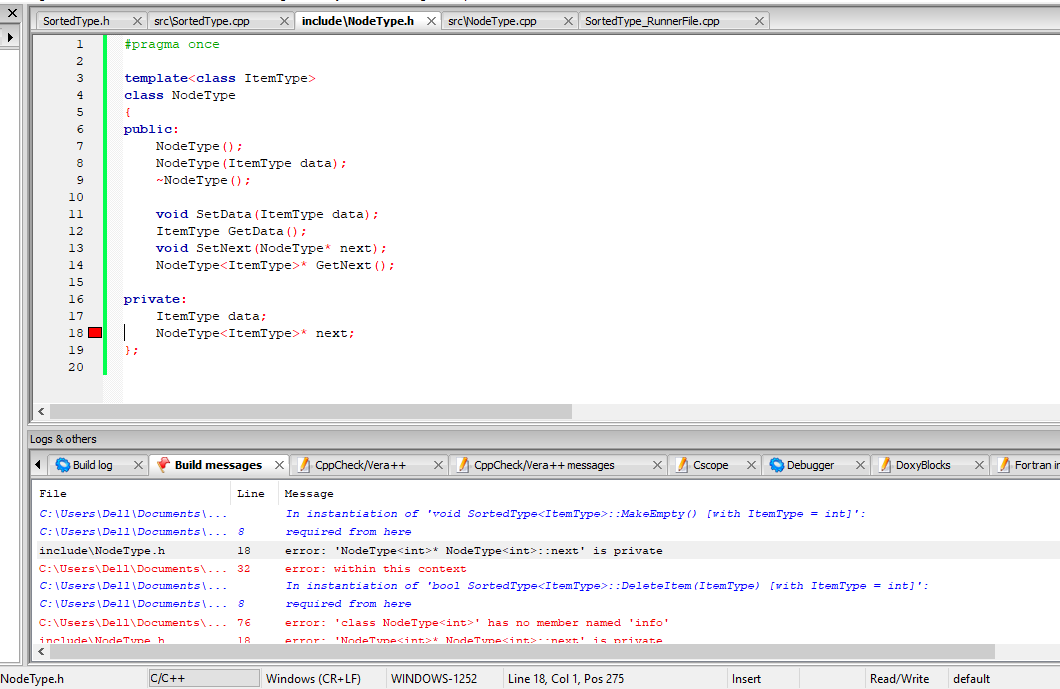 SortedType.h src\SortedType.cpp include\NodeType.h src\NodeType.cpp SortedType_RunnerFile.cpp
1 #pragma once
2
3 template<class ItemType>
4 class NodeType
5 {
6 public:
7 NodeType();
8 NodeType(ItemType data);
9 ~NodeType();
10
11 void SetData(ItemType data);
12 ItemType GetData();
13 void SetNext(NodeType* next);
14 NodeType<ItemType>* GetNext();
15
16 private:
17 ItemType data;
18 NodeType<ItemType>* next;
19 };
20
Logs & others
Build log Build messages CppCheck/Vera++ CppCheck/Vera++ messages Cscope Debugger DoxyBlocks Fortran in
File Line Message
C:\Users\Dell\Documents\... In instantiation of 'void SortedType<ItemType>::MakeEmpty() [with ItemType = int]':
C:\Users\Dell\Documents\... 8 required from here
include\NodeType.h 18 error: 'NodeType<int>* NodeType<int>::next' is private
C:\Users\Dell\Documents\... 32 error: within this context
C:\Users\Dell\Documents\... In instantiation of 'bool SortedType<ItemType>::DeleteItem(ItemType) [with ItemType = int]':
C:\Users\Dell\Documents\... 8 required from here
C:\Users\Dell\Documents\... 76 error: 'class NodeType<int>' has no member named 'info'
include\NodeType.h 18 error: 'NodeType<int>* NodeType<int>::next' is private
NodeType.h C/C++ Windows (CR+LF) WINDOWS-1252 Line 18, Col 1, Pos 275 Insert Read/Write default